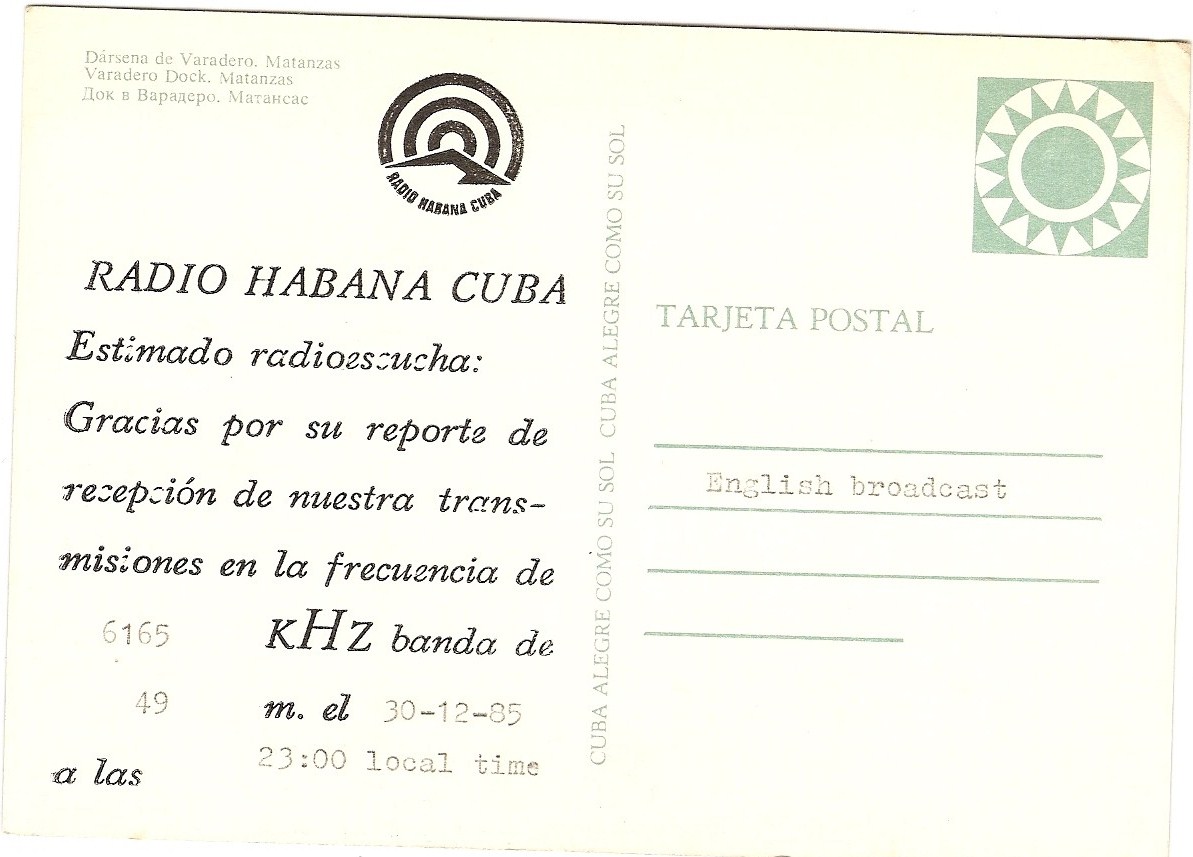 Dársena de Varadero. Matanzas
Varadero Dock. Matanzas
Док в Варадеро. Матансас
RADIO HABANA CUBA
RADIO HABANA CUBA
Estimado radioescucha:
Gracias por su reporte de
recepción de nuestra trans-
misiones en la frecuencia de
6165 KHZ banda de
49 m. el 30-12-85
a las 23:00 local time
CUBA ALEGRE COMO SU SOL CUBA ALEGRE COMO SU SOL
TARJETA POSTAL
English broadcast